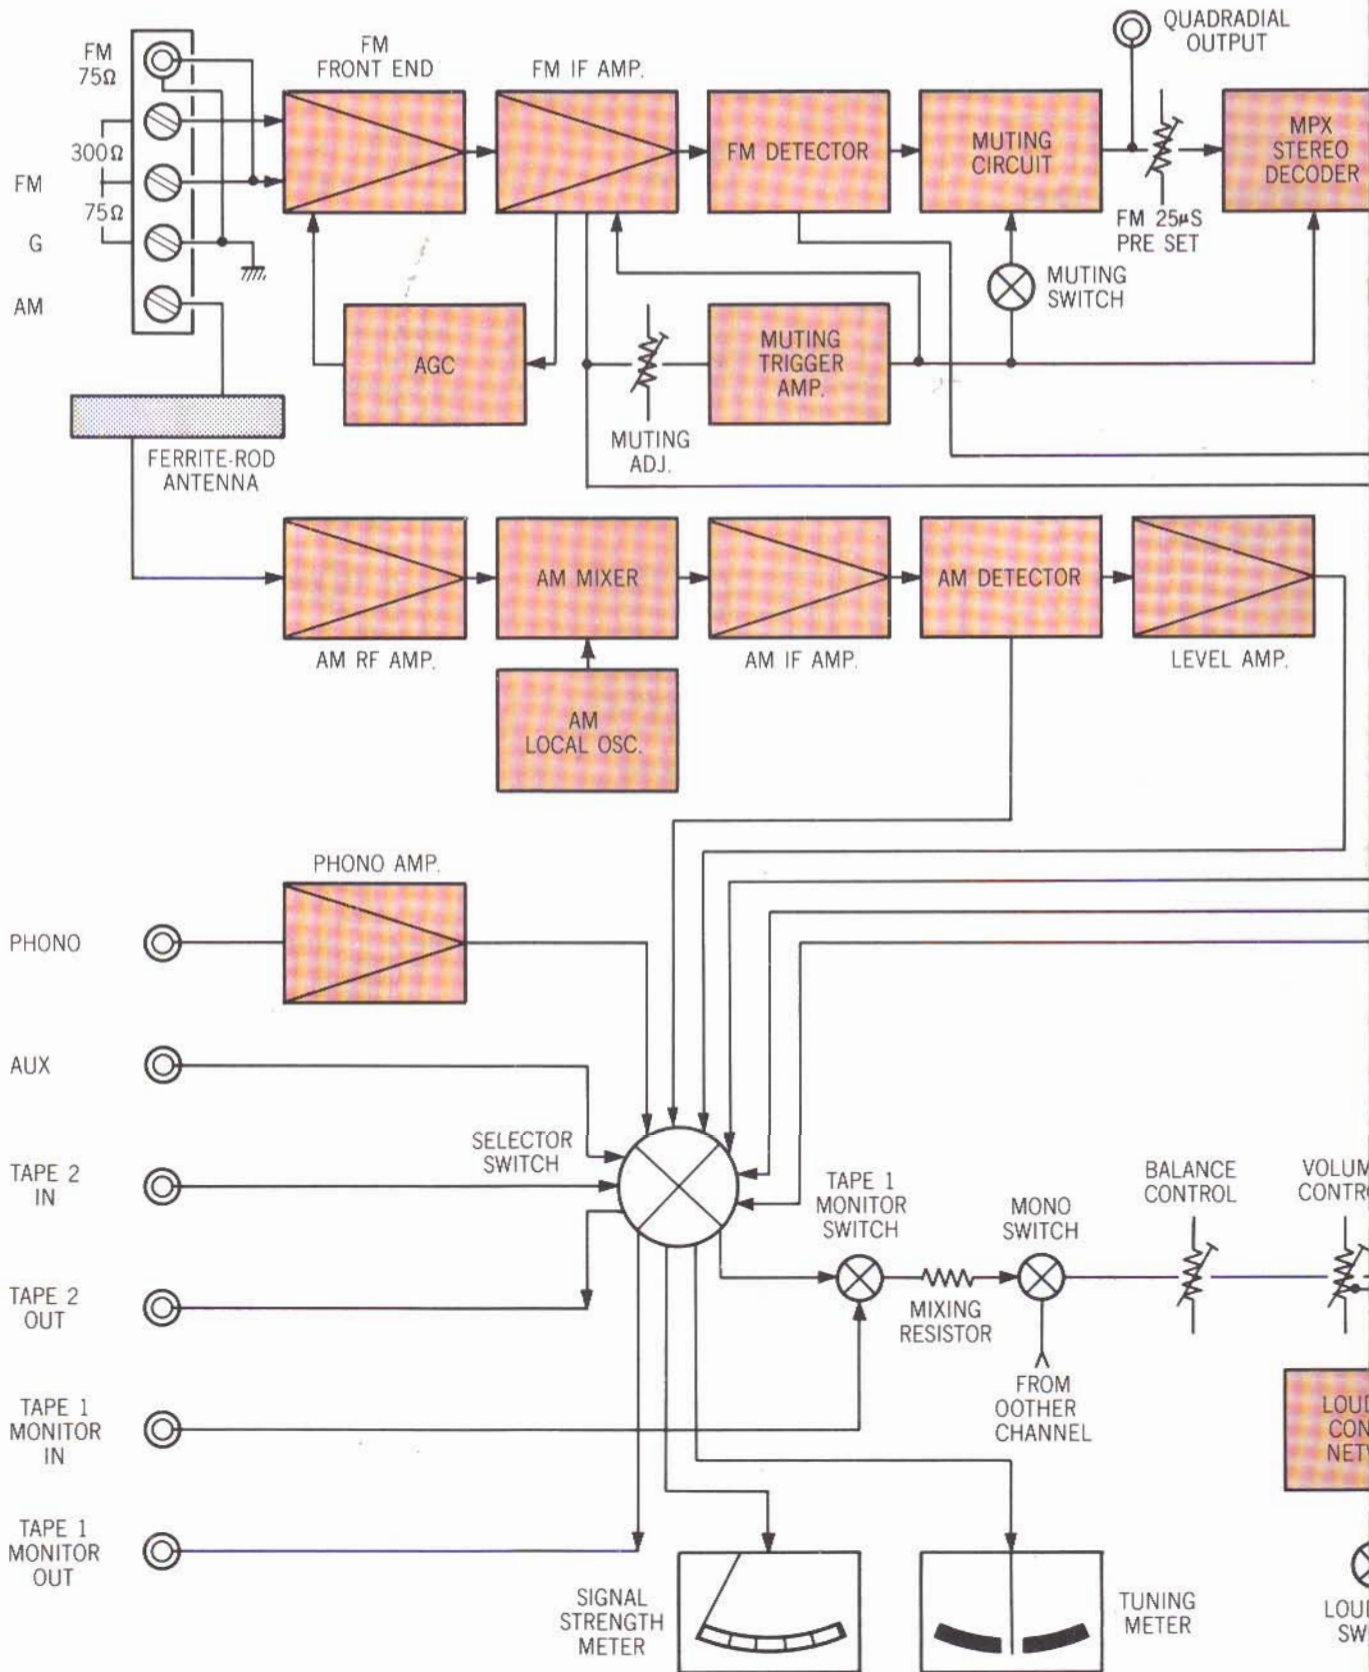 QUADRADIAL
OUTPUT
FM
75Ω
FM
FRONT END
FM IF AMP.
FM DETECTOR
MUTING
CIRCUIT
MPX
STEREO
DECODER
300Ω
FM
75Ω
G
AM
FM 25µS
PRE SET
MUTING
SWITCH
AGC
MUTING
TRIGGER
AMP.
MUTING
ADJ.
FERRITE-ROD
ANTENNA
AM MIXER
AM DETECTOR
AM RF AMP.
AM IF AMP.
LEVEL AMP.
AM
LOCAL OSC.
PHONO AMP.
PHONO
AUX
SELECTOR
SWITCH
TAPE 2
IN
TAPE 1
MONITOR
SWITCH
MONO
SWITCH
BALANCE
CONTROL
TAPE 2
OUT
MIXING
RESISTOR
FROM
OOTHER
CHANNEL
TAPE 1
MONITOR
IN
TAPE 1
MONITOR
OUT
SIGNAL
STRENGTH
METER
TUNING
METER